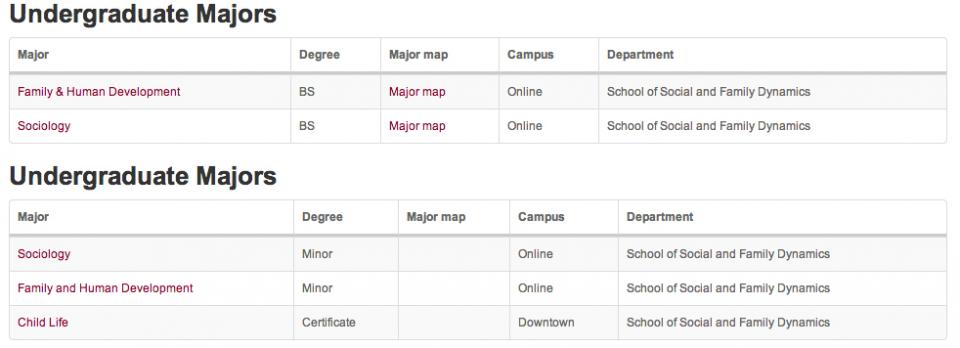 Undergraduate Majors
Major Degree Major map Campus Department
Family & Human Development BS Major map Online School of Social and Family Dynamics
Sociology BS Major map Online School of Social and Family Dynamics
Undergraduate Majors
Major Degree Major map Campus Department
Sociology Minor Online School of Social and Family Dynamics
Family and Human Development Minor Online School of Social and Family Dynamics
Child Life Certificate Downtown School of Social and Family Dynamics